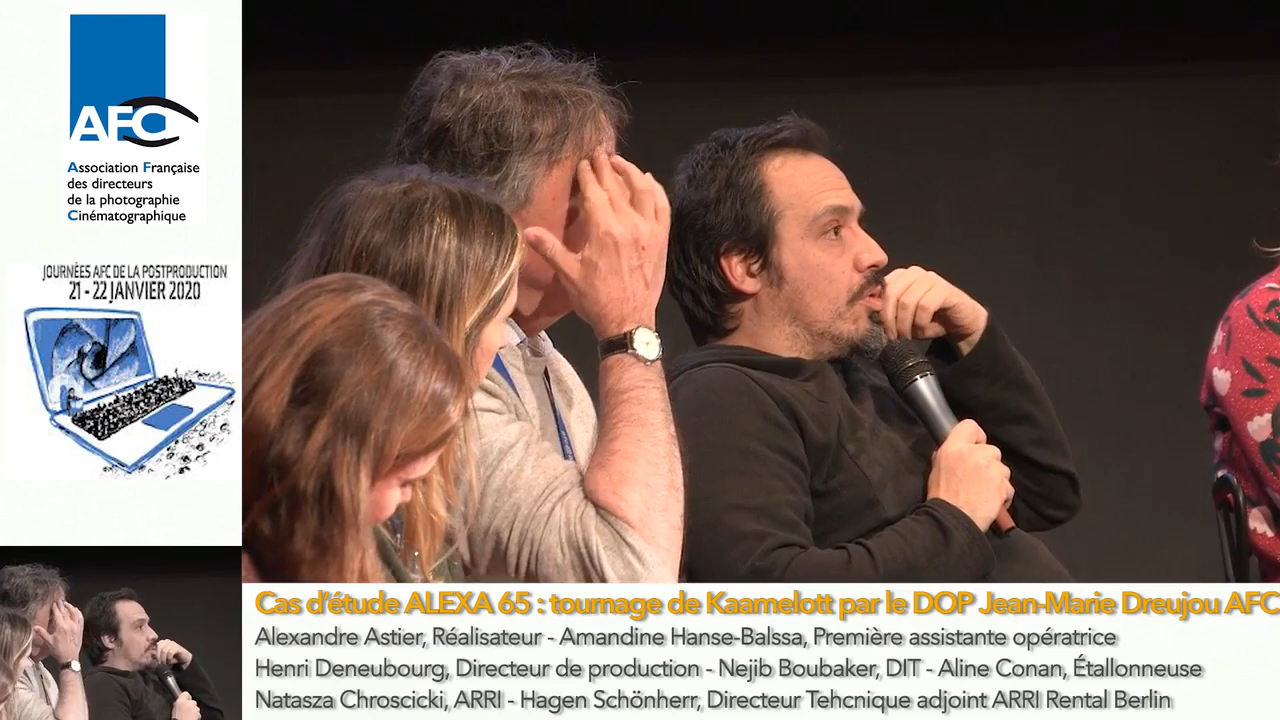 AFC
Association Française
des directeurs
de la photographie
Cinématographique
JOURNÉES AFC DE LA POSTPRODUCTION
21 - 22 JANVIER 2020
Cas d'étude ALEXA 65 : tournage de Kaamelott par le DOP Jean-Marie Dreujou AFC
Alexandre Astier, Réalisateur - Amandine Hanse-Balssa, Première assistante opératrice
Henri Deneubourg, Directeur de production - Nejib Boubaker, DIT - Aline Conan, Étallonneuse
Natasza Chroscicki, ARRI - Hagen Schönherr, Directeur Tehcnique adjoint ARRI Rental Berlin